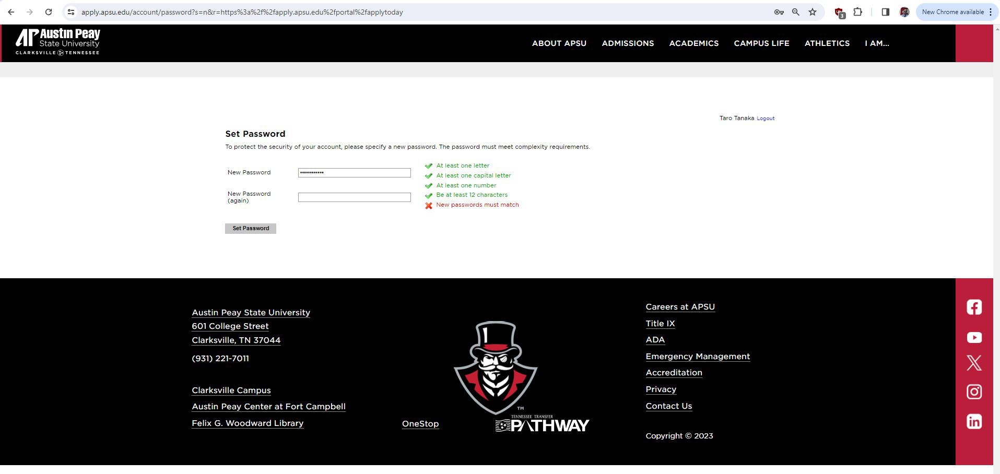 apply.apsu.edu/account/password?s=n&r=https%3a%2f%2fapply.apsu.edu%2fportal%2fapplytoday
3
New Chrome available
AP Austin Peay
State University
CLARKSVILLE TENNESSEE
ABOUT APSU ADMISSIONS ACADEMICS CAMPUS LIFE ATHLETICS I AM...
Taro Tanaka Logout
Set Password
To protect the security of your account, please specify a new password. The password must meet complexity requirements.
New Password
••••••••••••
At least one letter
At least one capital letter
At least one number
Be at least 12 characters
New passwords must match
New Password
(again)
Set Password
Austin Peay State University
601 College Street
Clarksville, TN 37044
(931) 221-7011
Clarksville Campus
Austin Peay Center at Fort Campbell
Felix G. Woodward Library
OneStop
TM
TENNESSEE TRANSFER
PATHWAY
Careers at APSU
Title IX
ADA
Emergency Management
Accreditation
Privacy
Contact Us
Copyright © 2023
in